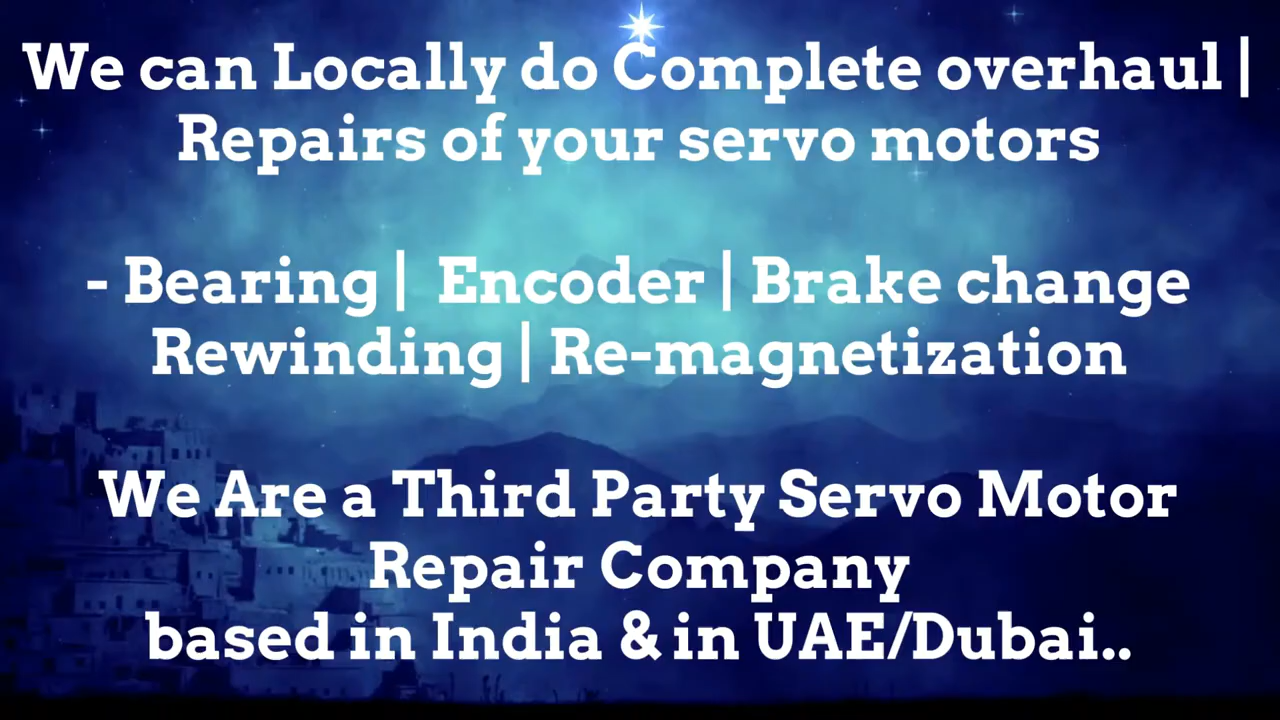 We can Locally do Complete overhaul |
Repairs of your servo motors
- Bearing | Encoder | Brake change
Rewinding | Re-magnetization
We Are a Third Party Servo Motor
Repair Company
based in India & in UAE/Dubai..